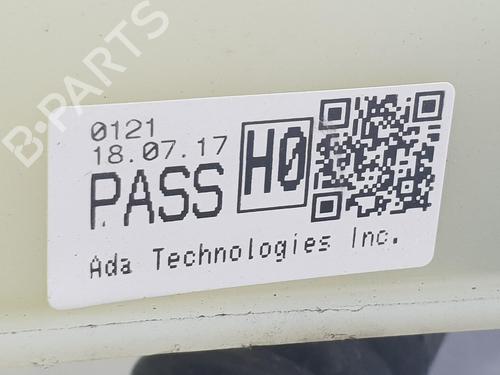 B-PARTS
0121
18.07.17
PASS
H0
Ada Technologies Inc.